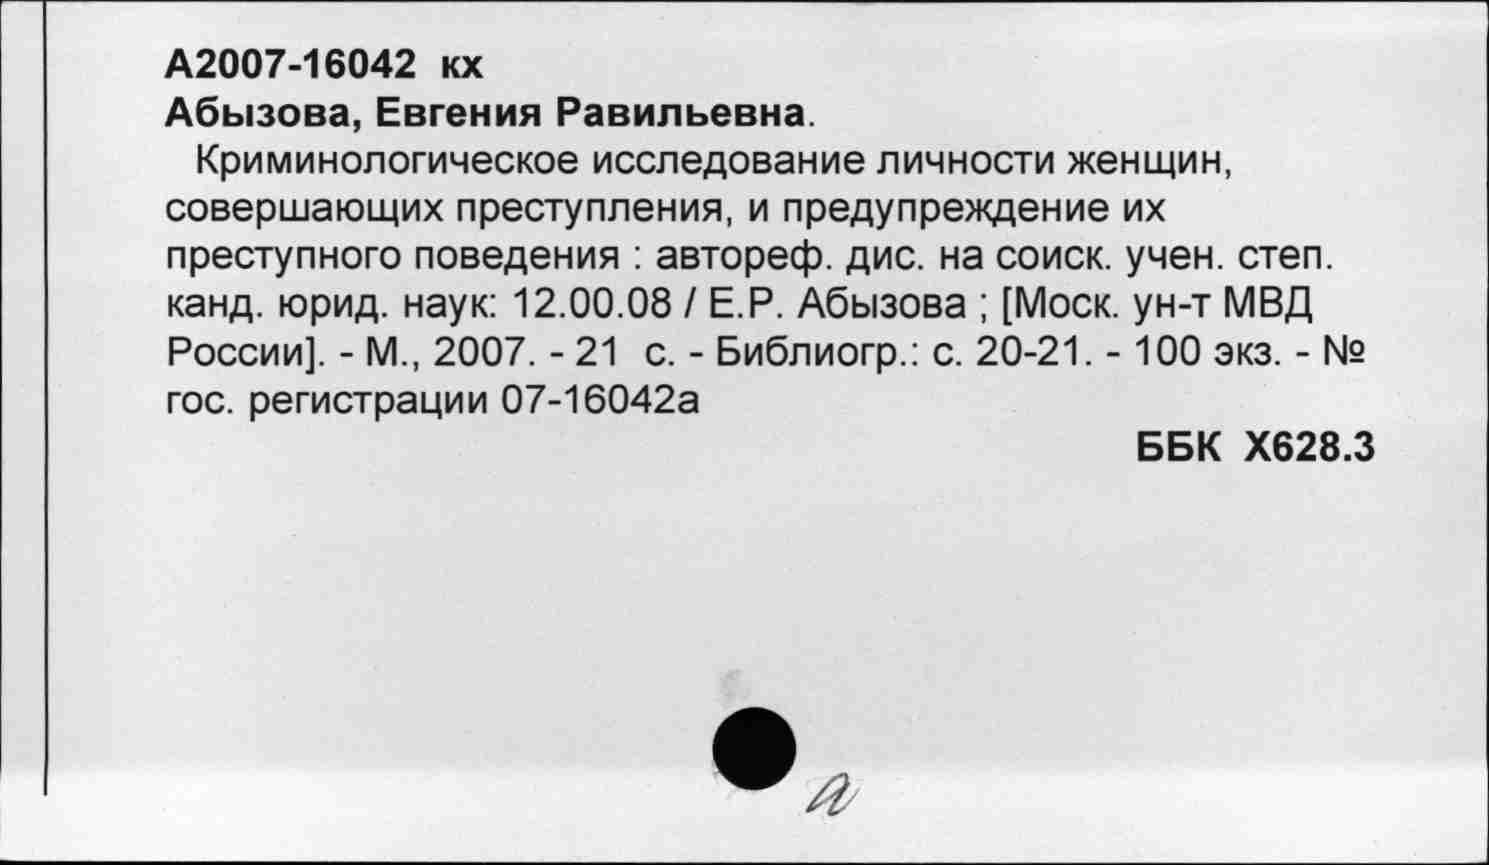 А2007-16042 кх
Абызова, Евгения Равильевна.
Криминологическое исследование личности женщин,
совершающих преступления, и предупреждение их
преступного поведения : автореф. дис. на соиск. учен. степ.
канд. юрид. наук: 12.00.08 / Е.Р. Абызова ; [Моск. ун-т МВД
России]. - М., 2007. - 21 с. - Библиогр.: с. 20-21. - 100 экз. - №
гос. регистрации 07-16042а
ББК Х628.3
а